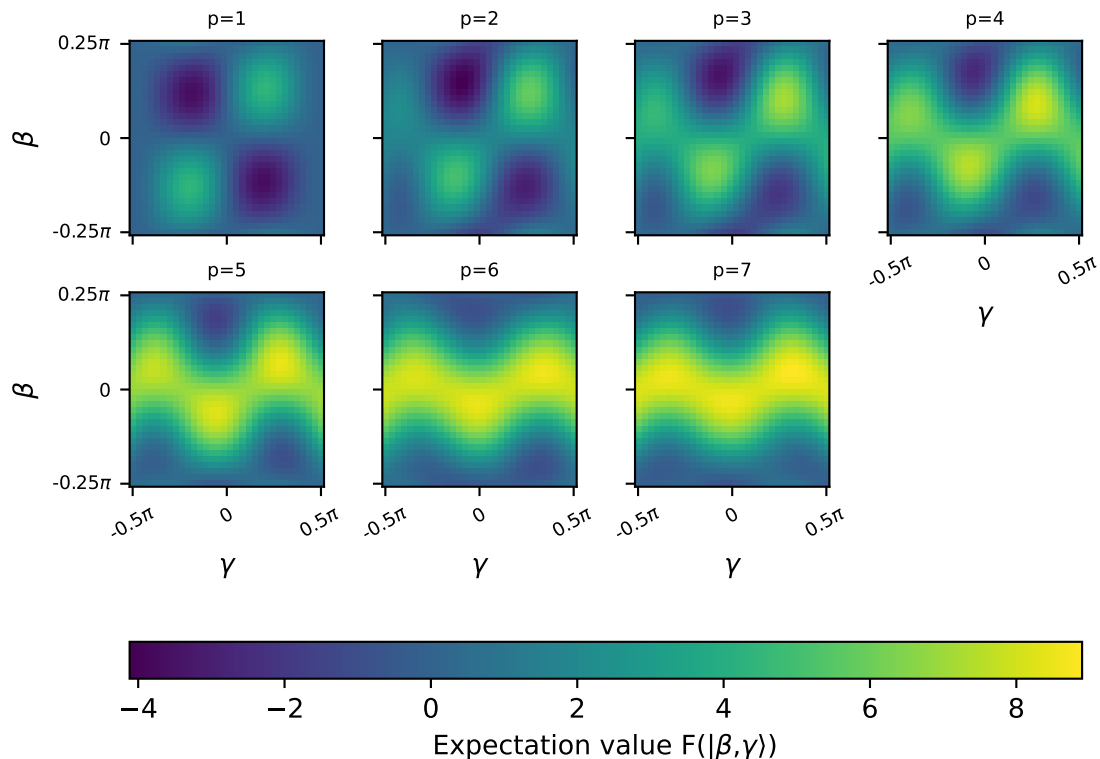 p=1 p=2 p=3 p=4
0.25π
β 0
-0.25π
-0.5π 0 0.5π
γ
p=5 p=6 p=7
0.25π
β 0
-0.25π
-0.5π 0 0.5π -0.5π 0 0.5π -0.5π 0 0.5π
γ γ γ
−4 −2 0 2 4 6 8
Expectation value F(|β,γ⟩)